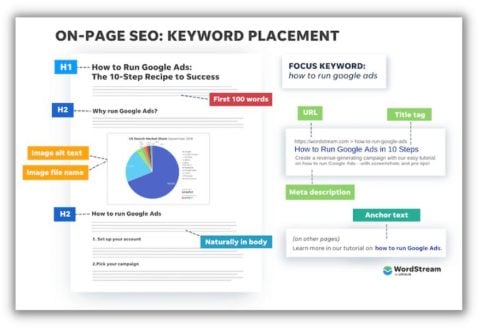 ON-PAGE SEO: KEYWORD PLACEMENT
H1
How to Run Google Ads:
The 10-Step Recipe to Success
First 100 words
H2
Why run Google Ads?
US Search Market Share
Image alt text
Image file name
H2
How to run Google Ads
Naturally in body
1. Set up your account
2.Pick your campaign
FOCUS KEYWORD:
how to run google ads
URL
Title tag
https://wordstream.com > how-to-run-google-ads
How to Run Google Ads in 10 Steps
Create a revenue-generating campaign with our easy tutorial
on how to run Google Ads - with screenshots and pro tips!
Meta description
Anchor text
(on other pages)
Learn more in our tutorial on how to run Google Ads.
WordStream